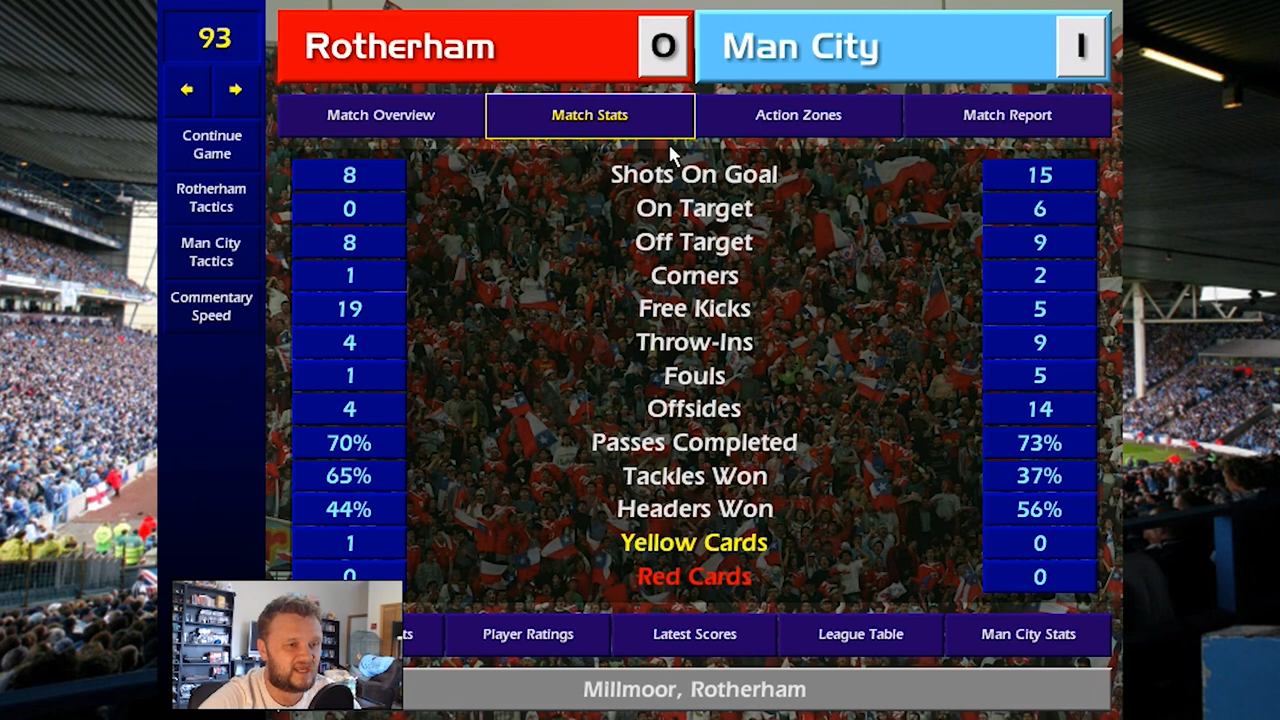 93
Rotherham 0 Man City 1
Match Overview Match Stats Action Zones Match Report
Continue Game
Rotherham Tactics
Man City Tactics
Commentary Speed
8 Shots On Goal 15
0 On Target 6
8 Off Target 9
1 Corners 2
19 Free Kicks 5
4 Throw-Ins 9
1 Fouls 5
4 Offsides 14
70% Passes Completed 73%
65% Tackles Won 37%
44% Headers Won 56%
1 Yellow Cards 0
0 Red Cards 0
Player Ratings Latest Scores League Table Man City Stats
Millmoor, Rotherham